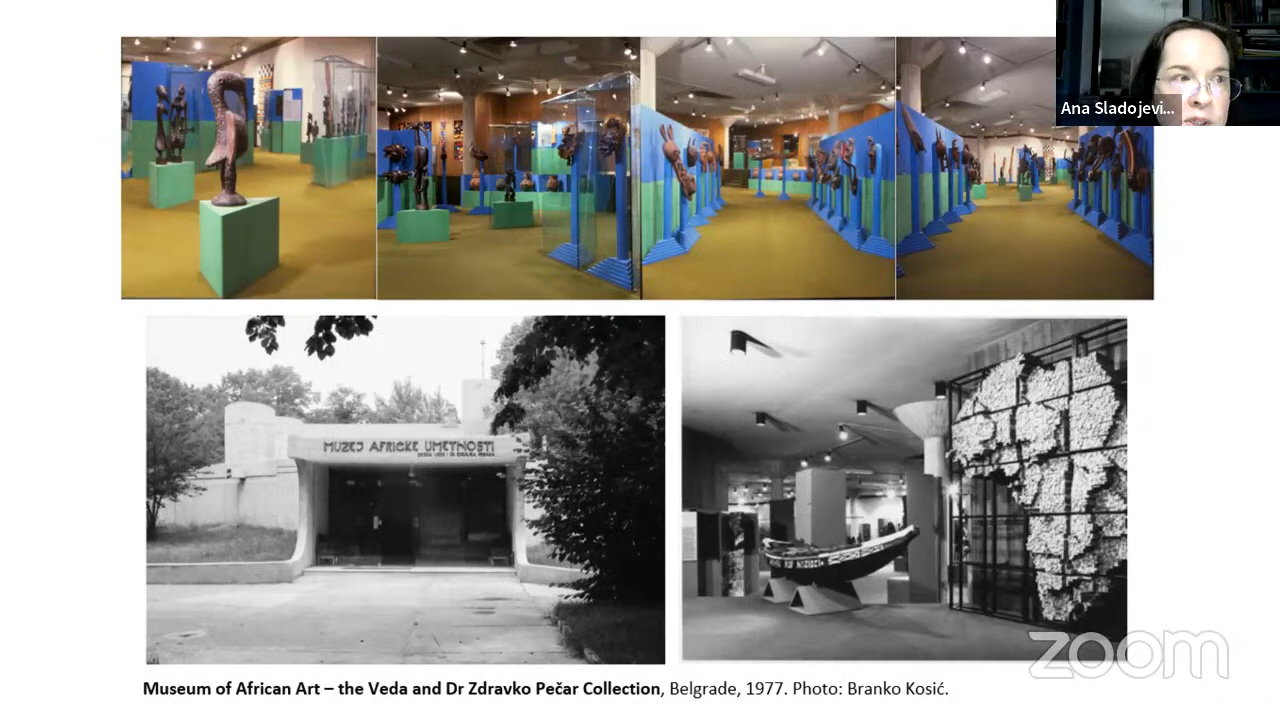 Ana Sladojevi...
MUZEJ AFRIČKE UMETNOSTI
zoom
Museum of African Art – the Veda and Dr Zdravko Pečar Collection, Belgrade, 1977. Photo: Branko Kosić.